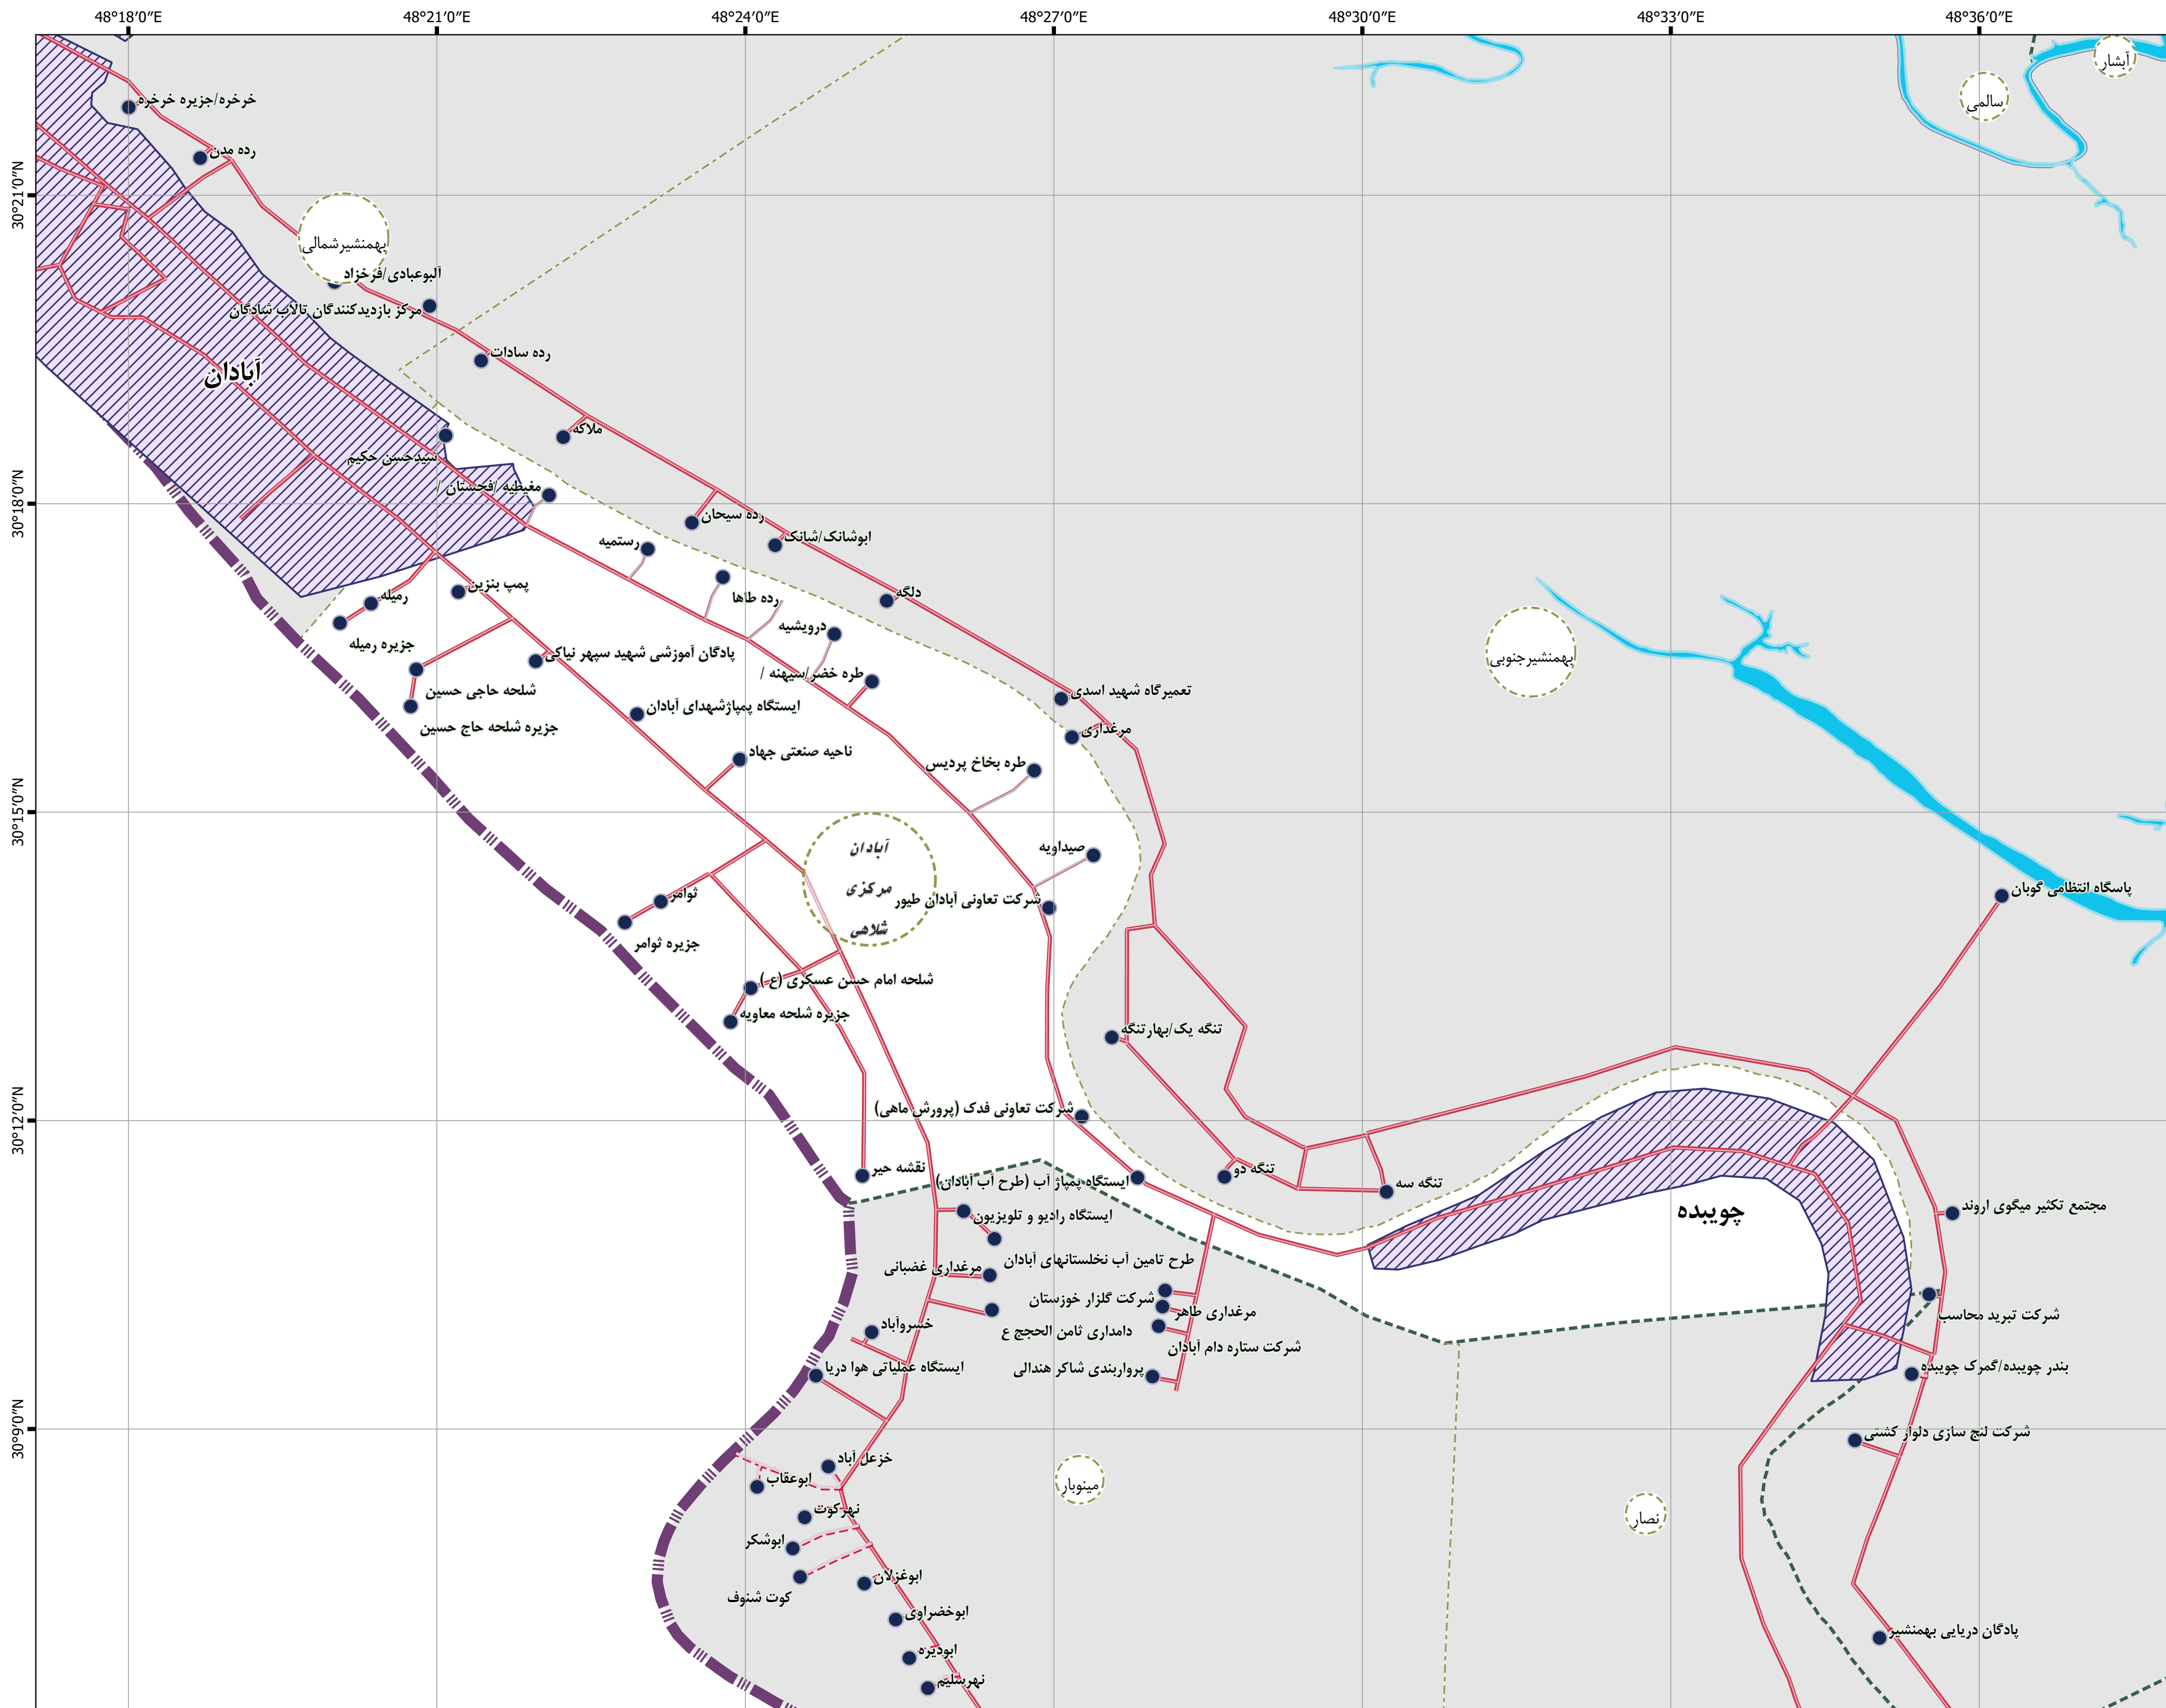 48°18′0″E
48°21′0″E
48°24′0″E
48°27′0″E
48°30′0″E
48°33′0″E
48°36′0″E
30°21′0″N
30°18′0″N
30°15′0″N
30°12′0″N
30°9′0″N
آبشار
سالمی
خرخره/جزیره خرخره
رده مدن
بهمنشیرشمالی
آلبوعبادی/فرخزاد
مرکز بازدیدکنندگان تالاب شادگان
رده سادات
آبادان
ملاکه
سیدحسن حکیم
مغیطیه /فجستان /
رده سیحان
ابوشانک/شانک
رستمیه
پمپ بنزین
رمیله
رده طاها
دلگه
درویشیه
جزیره رمیله
پادگان آموزشی شهید سپهر نیاکی
بهمنشیرجنوبی
طره خضر/سیهنه /
شلحه حاجی حسین
تعمیرگاه شهید اسدی
ایستگاه پمپاژشهدای آبادان
جزیره شلحه حاج حسین
مرغداری
ناحیه صنعتی جهاد
طره بخاخ پردیس
آبادان
مرکزی
شلاهی
صیداویه
پاسگاه انتظامی گوبان
ثوامر
شرکت تعاونی آبادان طیور
جزیره ثوامر
شلحه امام حسن عسکری (ع)
جزیره شلحه معاویه
تنگه یک/بهارتنگه
شرکت تعاونی فدک (پرورش ماهی)
نقشه حیر
تنگه دو
ایستگاه پمپاژ آب (طرح آب آبادان)
تنگه سه
مجتمع تکثیر میگوی اروند
چویبده
ایستگاه رادیو و تلویزیون
طرح تامین آب نخلستانهای آبادان
مرغداری غضبانی
شرکت گلزار خوزستان
مرغداری طاهر
شرکت تبرید محاسب
خسروآباد
دامداری ثامن الحجج ع
شرکت ستاره دام آبادان
ایستگاه عملیاتی هوا دریا
پرواربندی شاکر هندالی
بندر چویبده/گمرک چویبده
شرکت لنج سازی دلوار کشتی
خزعل آباد
ابوعقاب
مینوبار
نهرکوت
نصار
ابوشکر
ابوغزلان
کوت شنوف
ابوخضراوی
پادگان دریایی بهمنشیر
ابودیره
نهرسلیم